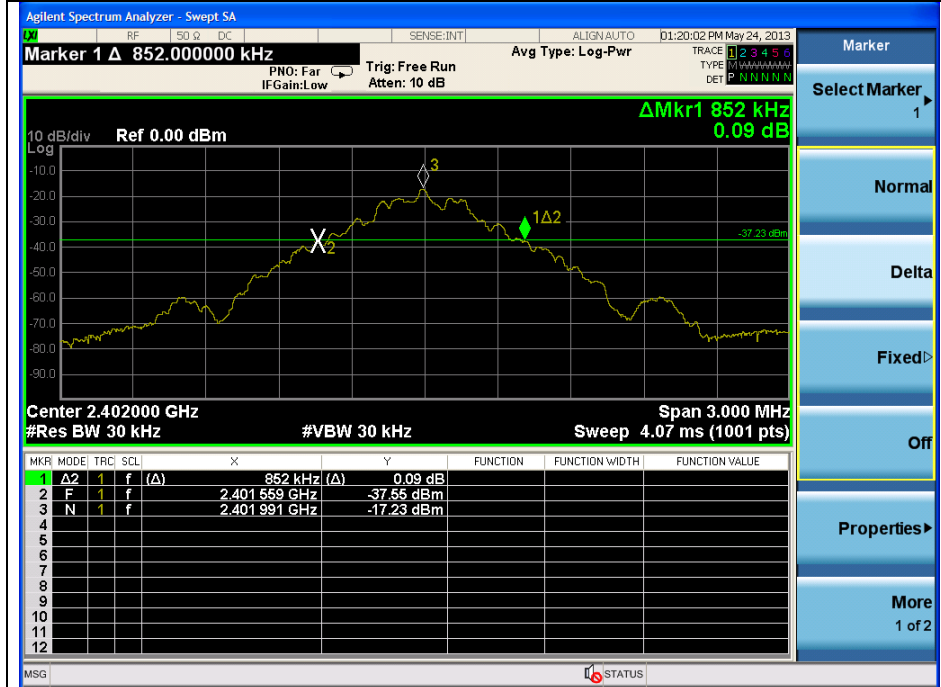 Agilent Spectrum Analyzer - Swept SA
LXI RF 50 Ω DC SENSE:INT ALIGN AUTO 01:20:02 PM May 24, 2013
Marker 1 Δ 852.000000 kHz
PNO: Far
IFGain:Low
Trig: Free Run
Atten: 10 dB
Avg Type: Log-Pwr
TRACE 1 2 3 4 5 6
TYPE M
DET P N N N N N
ΔMkr1 852 kHz
0.09 dB
10 dB/div Ref 0.00 dBm
Log
-10.0
-20.0
-30.0
-40.0
-50.0
-60.0
-70.0
-80.0
-90.0
3
1Δ2
2
-37.23 dBm
Center 2.402000 GHz Span 3.000 MHz
#Res BW 30 kHz #VBW 30 kHz Sweep 4.07 ms (1001 pts)
MKR MODE TRC SCL X Y FUNCTION FUNCTION WIDTH FUNCTION VALUE
1 Δ2 1 f (Δ) 852 kHz (Δ) 0.09 dB
2 F 1 f 2.401 559 GHz -37.55 dBm
3 N 1 f 2.401 991 GHz -17.23 dBm
4
5
6
7
8
9
10
11
12
MSG STATUS
Marker
Select Marker
1
Normal
Delta
Fixed
Off
Properties
More
1 of 2